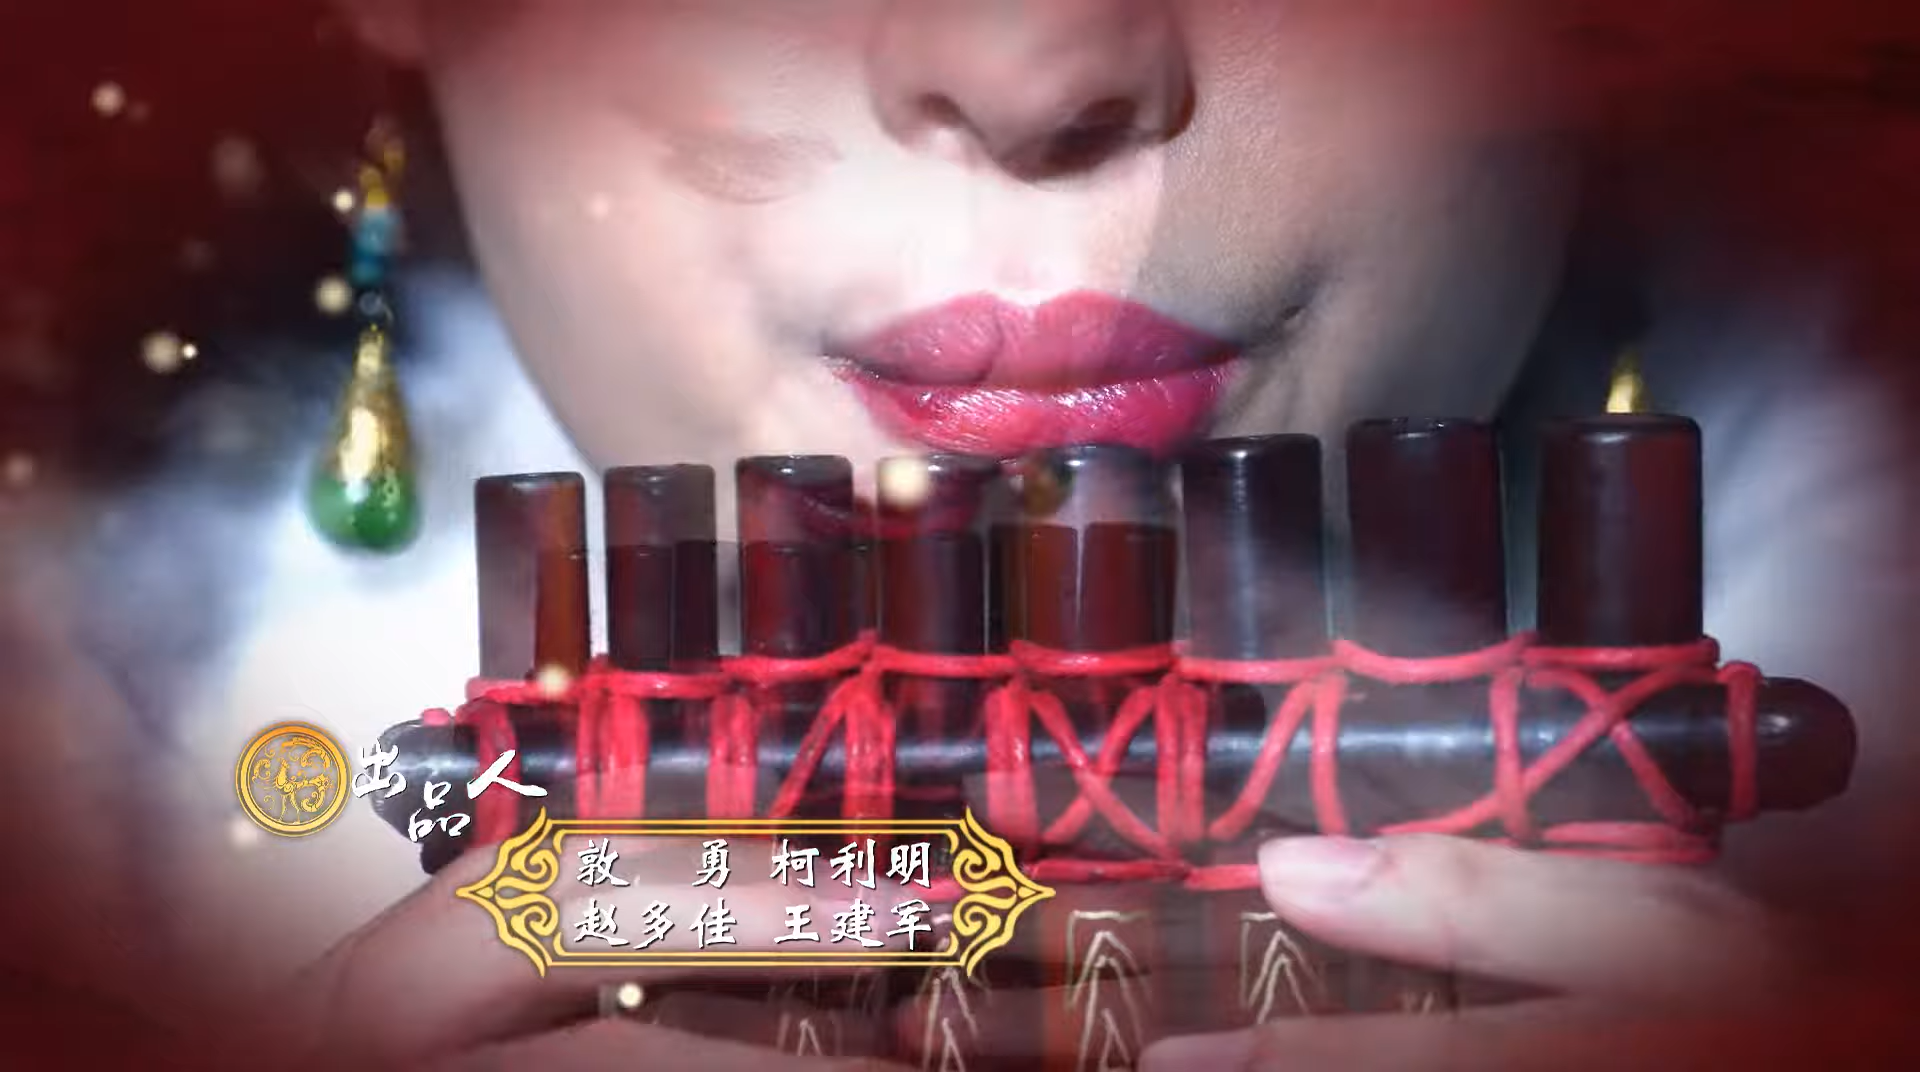 出品人
敦 勇 柯利明
赵多佳 王建军